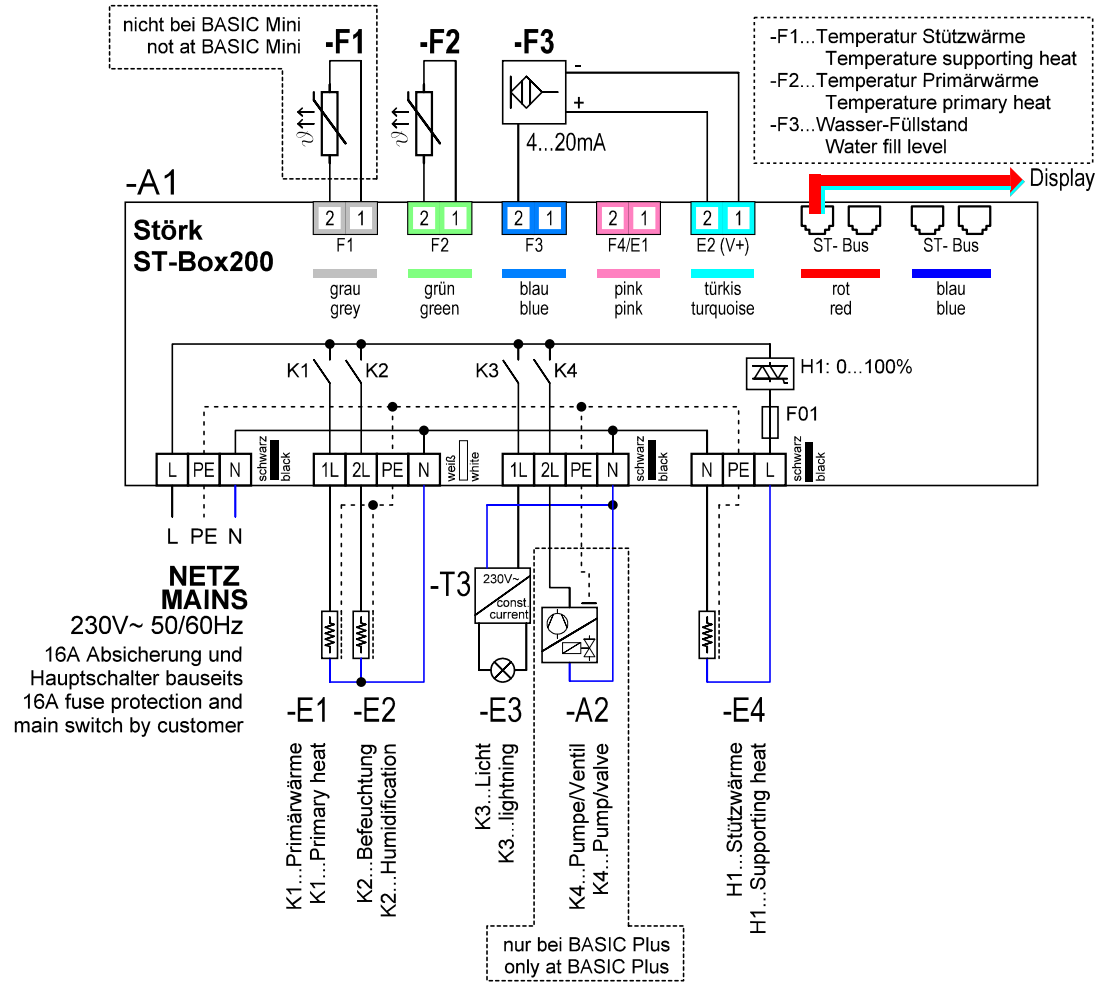 nicht bei BASIC Mini
not at BASIC Mini
-F1
-F2
-F3
ϑ
ϑ
-
+
4...20mA
-F1...Temperatur Stützwärme
Temperature supporting heat
-F2...Temperatur Primärwärme
Temperature primary heat
-F3...Wasser-Füllstand
Water fill level
Display
-A1
Störk
ST-Box200
2 1
2 1
2 1
2 1
2 1
F1
F2
F3
F4/E1
E2 (V+)
ST- Bus
ST- Bus
grau
grey
grün
green
blau
blue
pink
pink
türkis
turquoise
rot
red
blau
blue
K1
K2
K3
K4
H1: 0...100%
F01
L PE N
schwarz
black
1L 2L PE N
weiß
white
1L 2L PE N
schwarz
black
N PE L
schwarz
black
L PE N
NETZ
MAINS
230V~ 50/60Hz
16A Absicherung und
Hauptschalter bauseits
16A fuse protection and
main switch by customer
-T3
230V~
const.
current
-E1
-E2
-E3
-A2
-E4
K1...Primärwärme
K1...Primary heat
K2...Befeuchtung
K2...Humidification
K3...Licht
K3...lightning
K4...Pumpe/Ventil
K4...Pump/valve
H1...Stützwärme
H1...Supporting heat
nur bei BASIC Plus
only at BASIC Plus